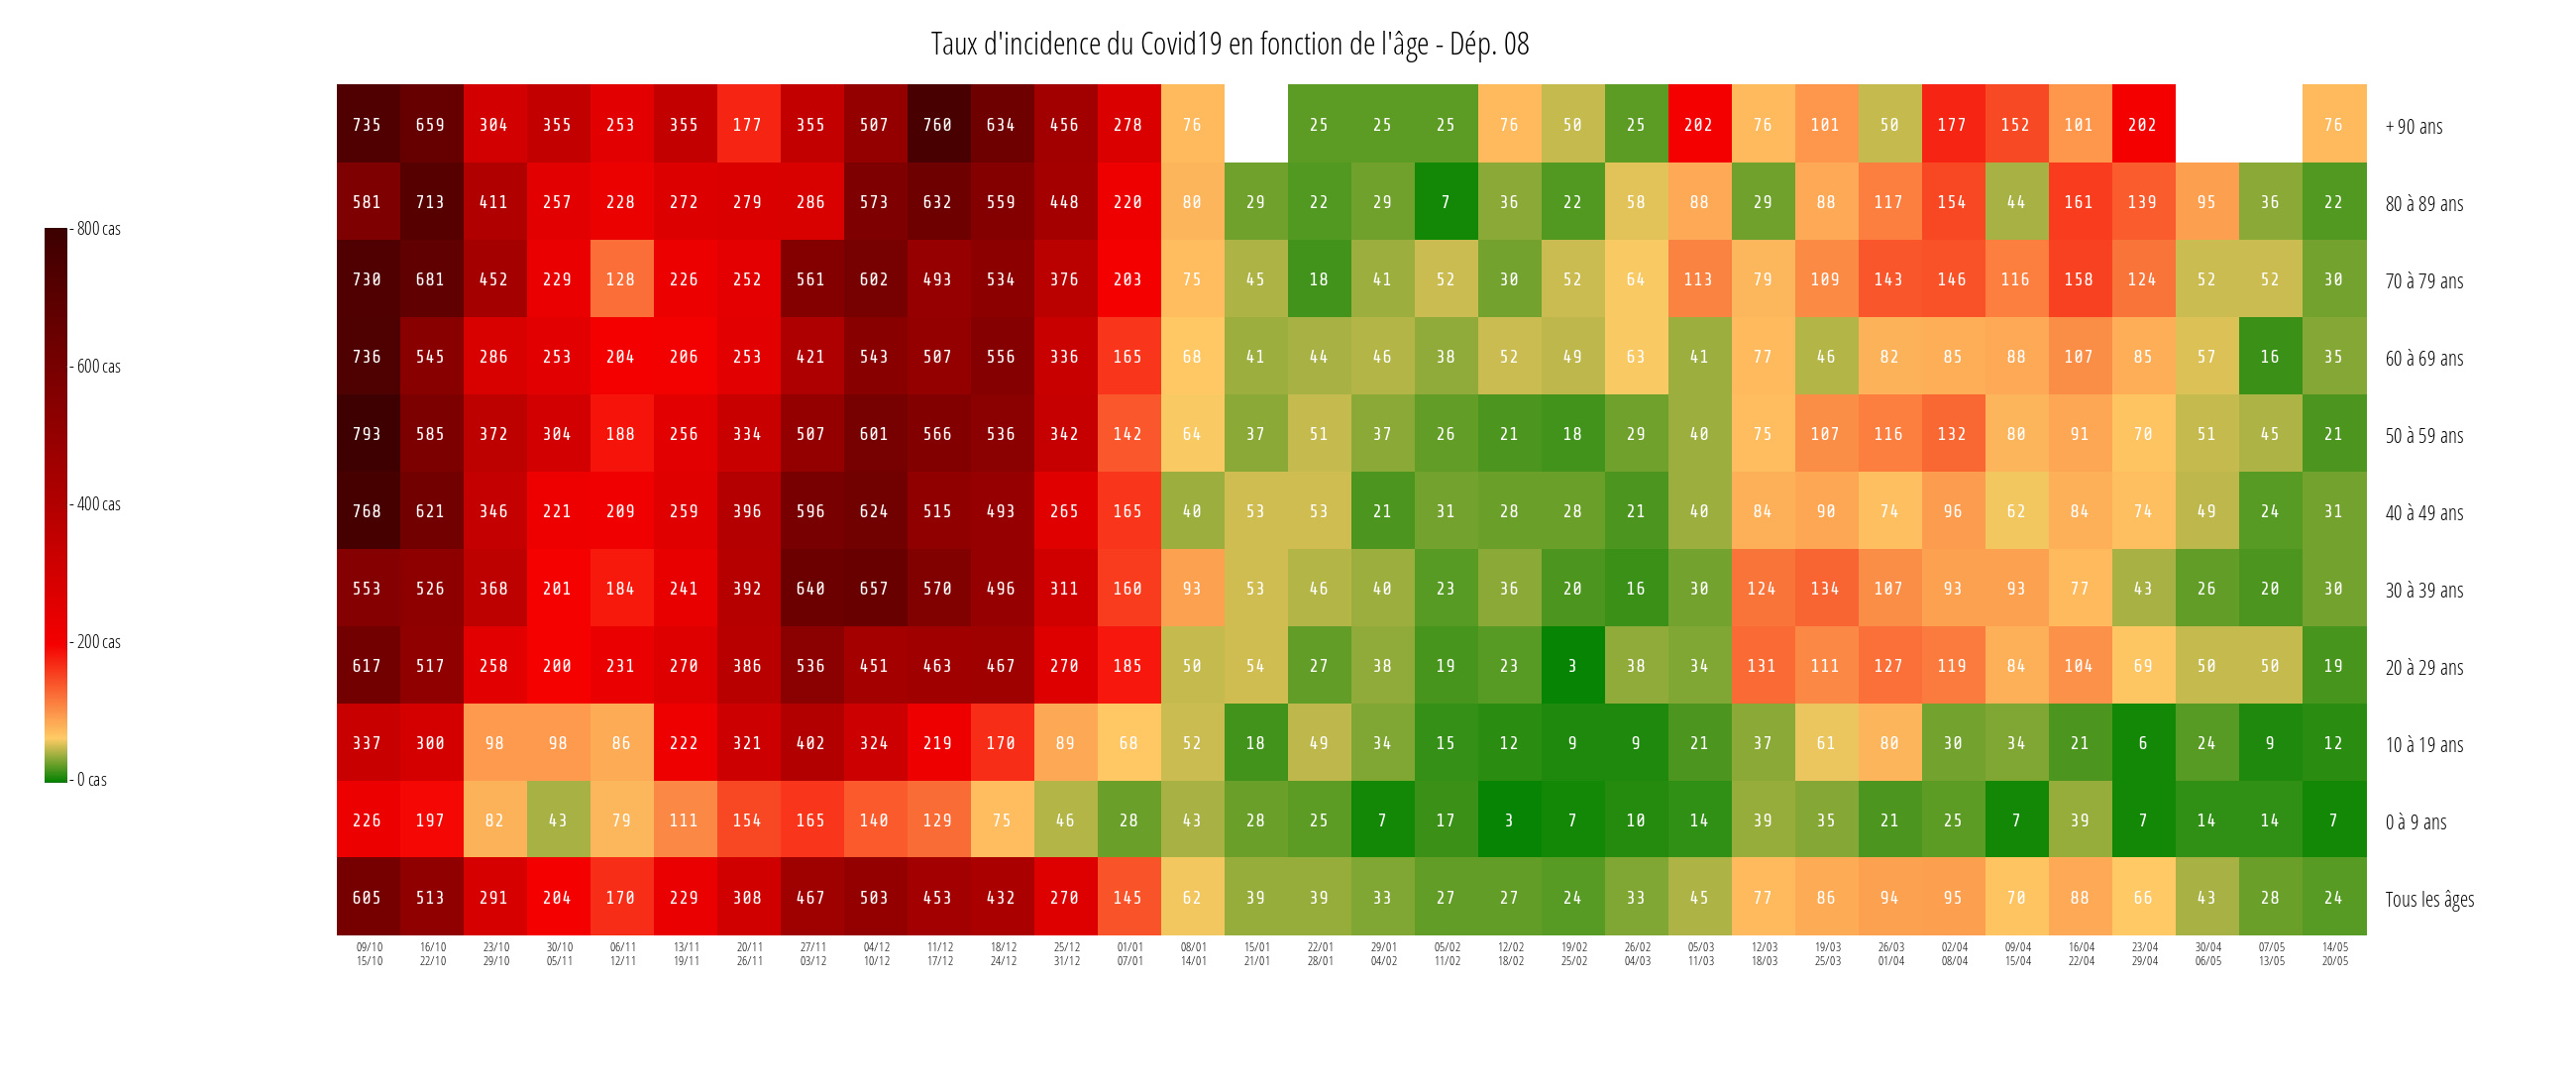 Taux d'incidence du Covid19 en fonction de l'âge - Dép. 08
735 659 304 355 253 355 177 355 507 760 634 456 278 76 25 25 25 76 50 25 202 76 101 50 177 152 101 202 76 + 90 ans
581 713 411 257 228 272 279 286 573 632 559 448 220 80 29 22 29 7 36 22 58 88 29 88 117 154 44 161 139 95 36 22 80 à 89 ans
730 681 452 229 128 226 252 561 602 493 534 376 203 75 45 18 41 52 30 52 64 113 79 109 143 146 116 158 124 52 52 30 70 à 79 ans
736 545 286 253 204 206 253 421 543 507 556 336 165 68 41 44 46 38 52 49 63 41 77 46 82 85 88 107 85 57 16 35 60 à 69 ans
793 585 372 304 188 256 334 507 601 566 536 342 142 64 37 51 37 26 21 18 29 40 75 107 116 132 80 91 70 51 45 21 50 à 59 ans
768 621 346 221 209 259 396 596 624 515 493 265 165 40 53 53 21 31 28 28 21 40 84 90 74 96 62 84 74 49 24 31 40 à 49 ans
553 526 368 201 184 241 392 640 657 570 496 311 160 93 53 46 40 23 36 20 16 30 124 134 107 93 93 77 43 26 20 30 30 à 39 ans
617 517 258 200 231 270 386 536 451 463 467 270 185 50 54 27 38 19 23 3 38 34 131 111 127 119 84 104 69 50 50 19 20 à 29 ans
337 300 98 98 86 222 321 402 324 219 170 89 68 52 18 49 34 15 12 9 9 21 37 61 80 30 34 21 6 24 9 12 10 à 19 ans
226 197 82 43 79 111 154 165 140 129 75 46 28 43 28 25 7 17 3 7 10 14 39 35 21 25 7 39 7 14 14 7 0 à 9 ans
605 513 291 204 170 229 308 467 503 453 432 270 145 62 39 39 33 27 27 24 33 45 77 86 94 95 70 88 66 43 28 24 Tous les âges
09/10 16/10 23/10 30/10 06/11 13/11 20/11 27/11 04/12 11/12 18/12 25/12 01/01 08/01 15/01 22/01 29/01 05/02 12/02 19/02 26/02 05/03 12/03 19/03 26/03 02/04 09/04 16/04 23/04 30/04 07/05 14/05
15/10 22/10 29/10 05/11 12/11 19/11 26/11 03/12 10/12 17/12 24/12 31/12 07/01 14/01 21/01 28/01 04/02 11/02 18/02 25/02 04/03 11/03 18/03 25/03 01/04 08/04 15/04 22/04 29/04 06/05 13/05 20/05
- 800 cas
- 600 cas
- 400 cas
- 200 cas
- 0 cas